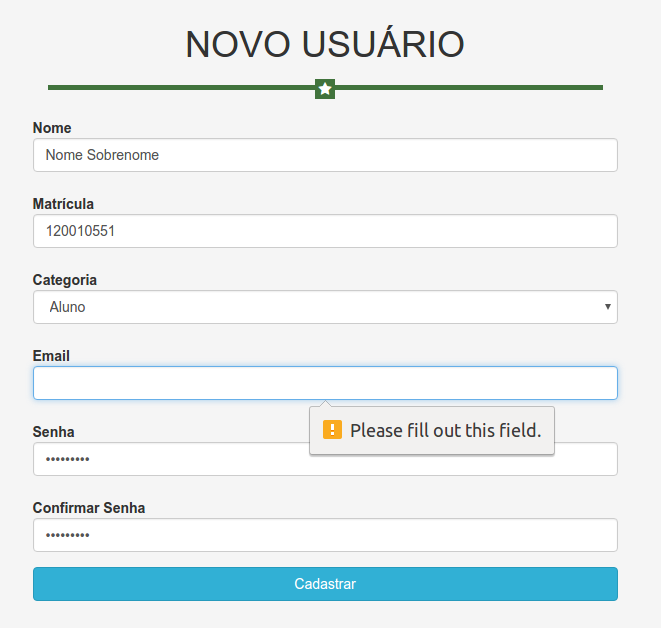 NOVO USUÁRIO
Nome
Nome Sobrenome
Matrícula
120010551
Categoria
Aluno
Email
Please fill out this field.
Senha
•••••••••
Confirmar Senha
•••••••••
Cadastrar